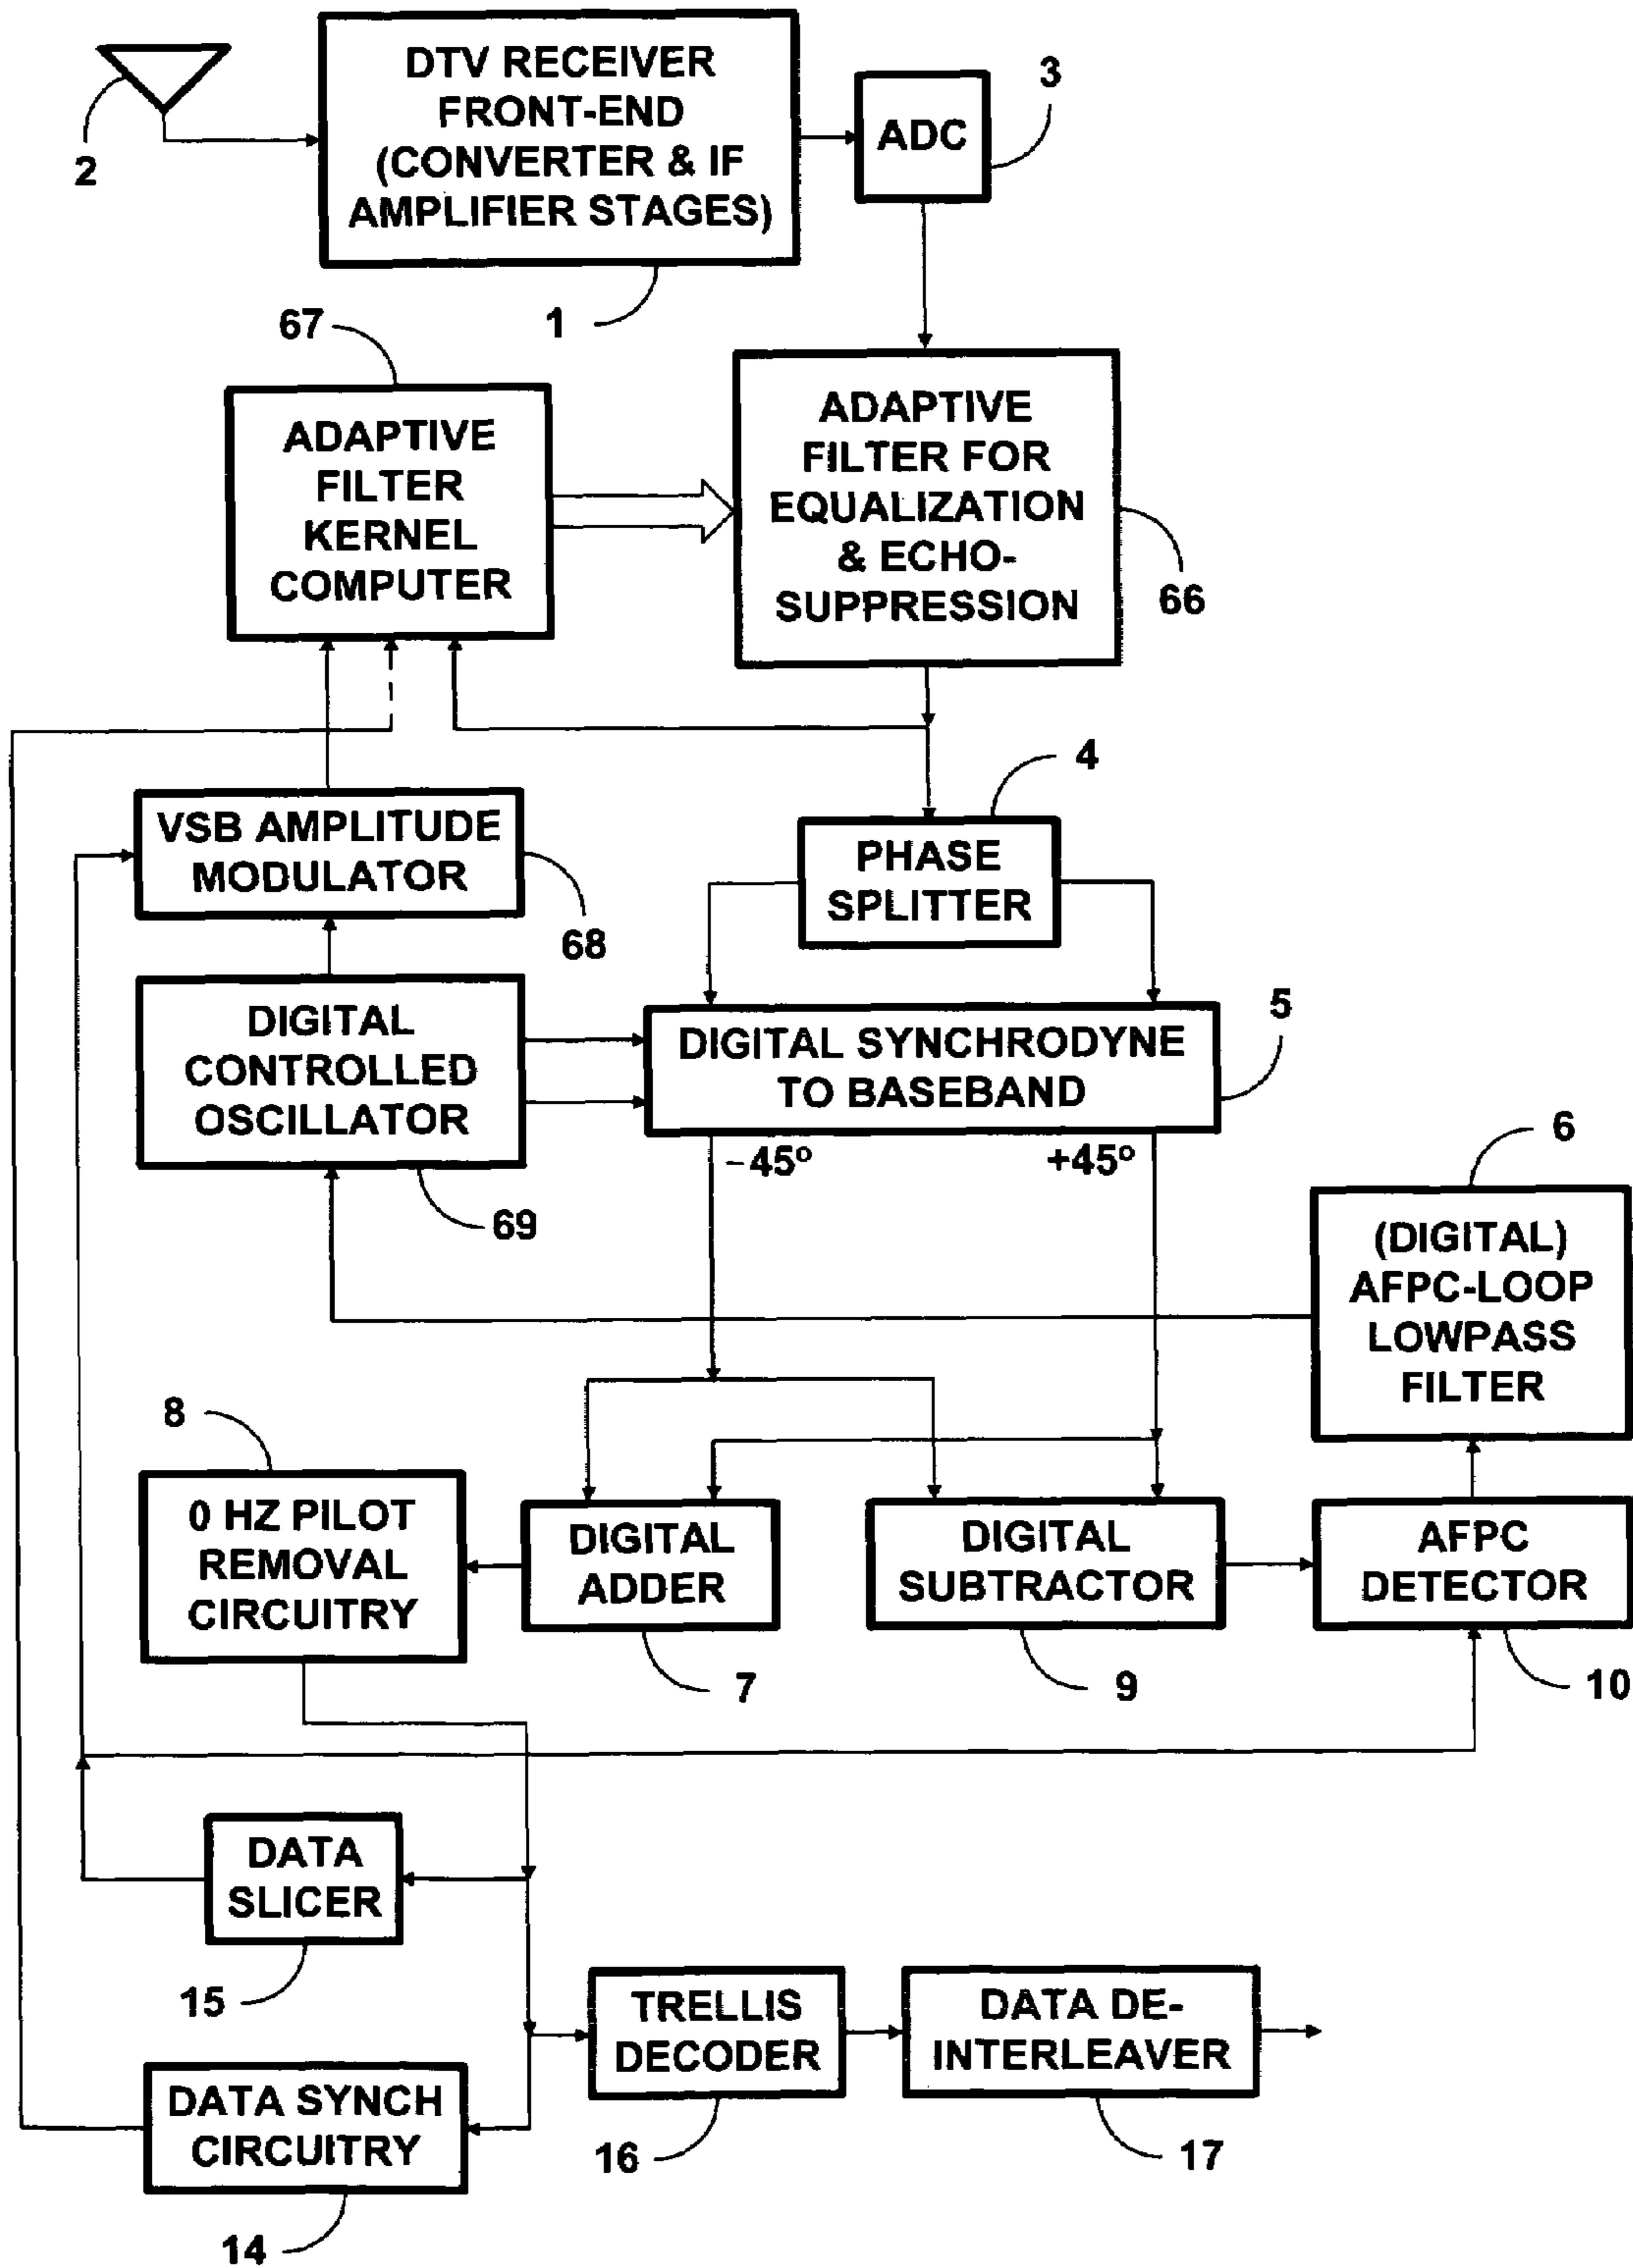 DTV RECEIVER
FRONT-END
(CONVERTER & IF
AMPLIFIER STAGES)
2
1
ADC
3
67
ADAPTIVE
FILTER
KERNEL
COMPUTER
ADAPTIVE
FILTER FOR
EQUALIZATION
& ECHO-
SUPPRESSION
66
4
VSB AMPLITUDE
MODULATOR
68
PHASE
SPLITTER
DIGITAL
CONTROLLED
OSCILLATOR
69
DIGITAL SYNCHRODYNE
TO BASEBAND
5
–45º
+45º
6
(DIGITAL)
AFPC-LOOP
LOWPASS
FILTER
8
0 HZ PILOT
REMOVAL
CIRCUITRY
DIGITAL
ADDER
7
DIGITAL
SUBTRACTOR
9
AFPC
DETECTOR
10
DATA
SLICER
15
TRELLIS
DECODER
16
DATA DE-
INTERLEAVER
17
DATA SYNCH
CIRCUITRY
14